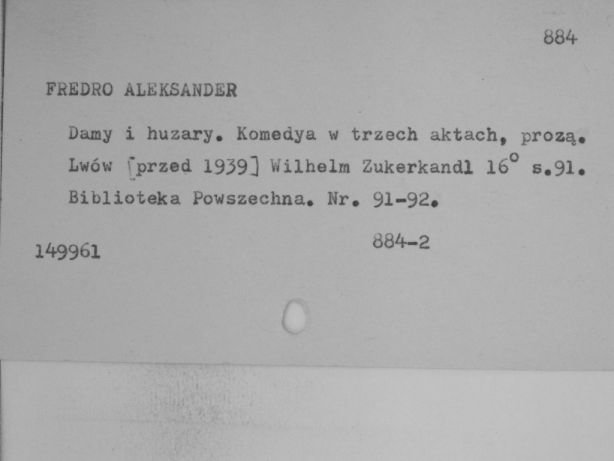 884
FREDRO ALEKSANDER
Damy i huzary. Komedya w trzech aktach, prozą.
Lwów [przed 1939] Wilhelm Zukerkandl 16° s.91.
Biblioteka Powszechna. Nr. 91-92.
149961 884-2